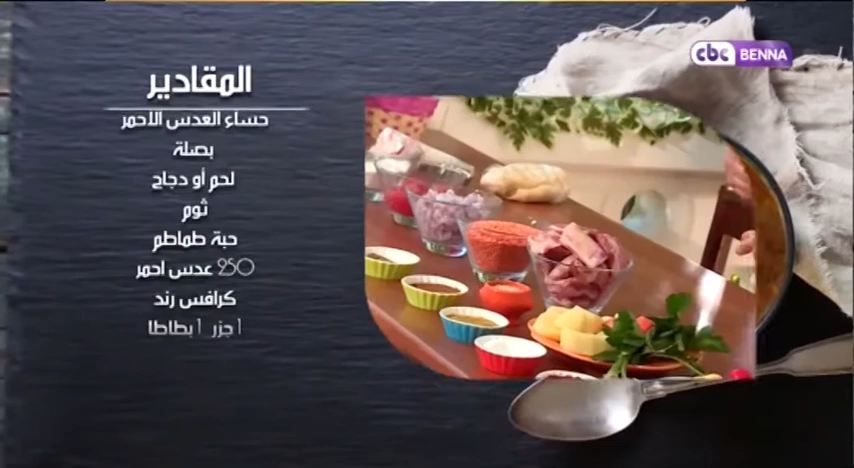 cbc BENNA
المقادير
حساء العدس الاحمر
بصلة
لحم أو دجاج
ثوم
حبة طماطم
250 عدس احمر
كرافس رند
1 جزر 1 بطاطا